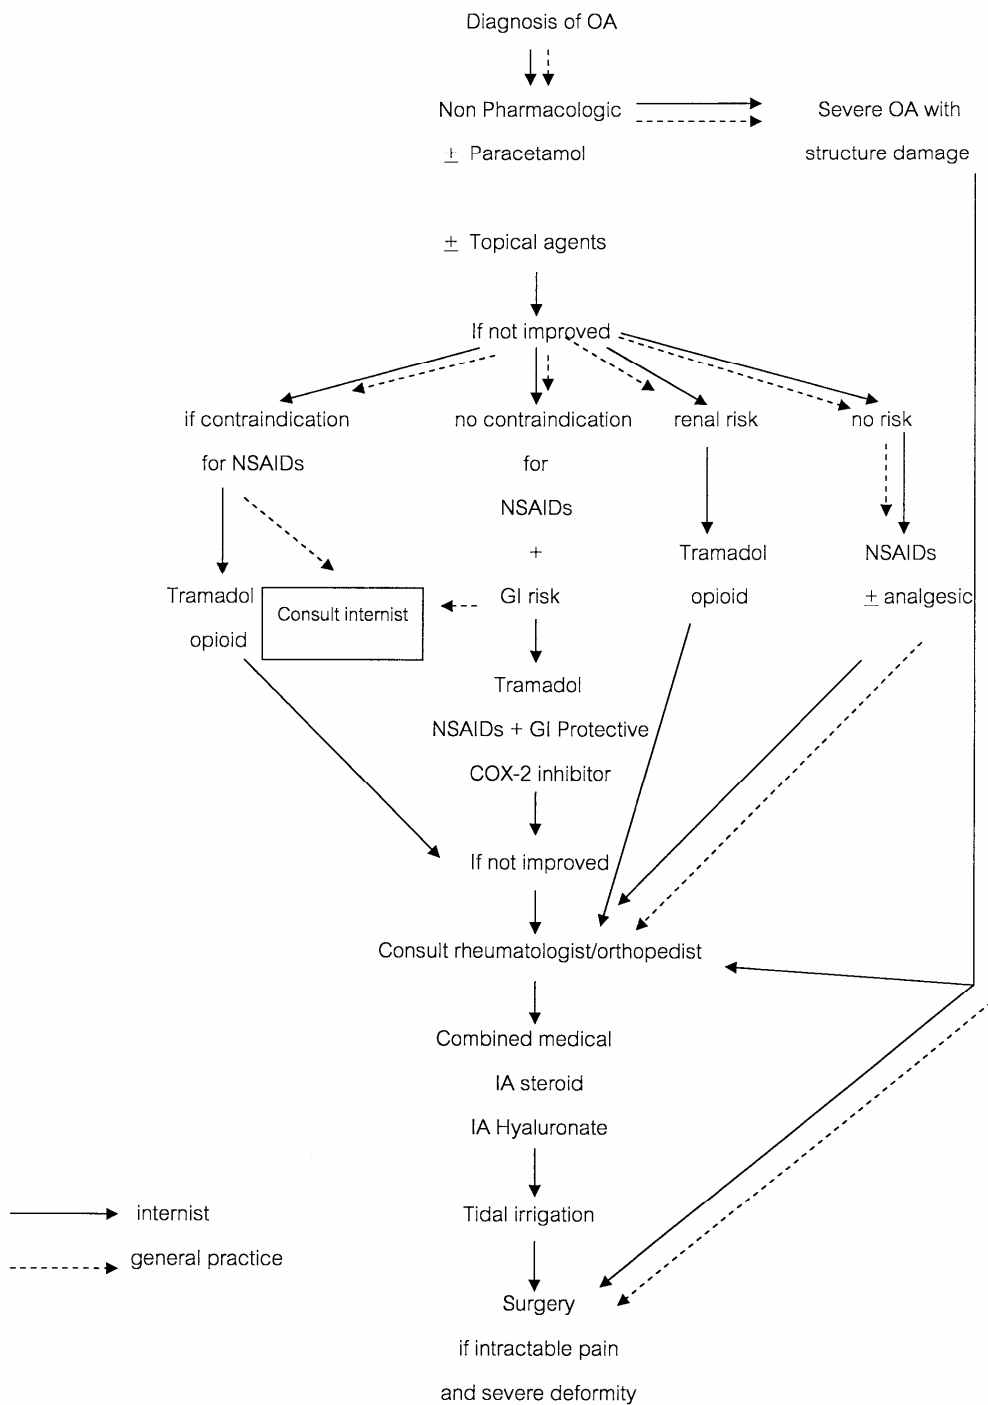 Diagnosis of OA
Non Pharmacologic
± Paracetamol
Severe OA with
structure damage
± Topical agents
If not improved
if contraindication
for NSAIDs
no contraindication
for
NSAIDs
+
GI risk
renal risk
no risk
Tramadol
opioid
Consult internist
Tramadol
opioid
NSAIDs
± analgesic
Tramadol
NSAIDs + GI Protective
COX-2 inhibitor
If not improved
Consult rheumatologist/orthopedist
Combined medical
IA steroid
IA Hyaluronate
Tidal irrigation
internist
general practice
Surgery
if intractable pain
and severe deformity